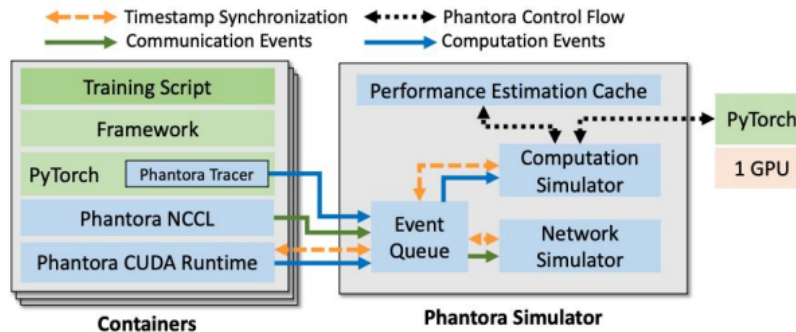 Timestamp Synchronization
Phantora Control Flow
Communication Events
Computation Events
Training Script
Framework
PyTorch
Phantora Tracer
Phantora NCCL
Phantora CUDA Runtime
Containers
Performance Estimation Cache
Computation
Simulator
Event
Queue
Network
Simulator
Phantora Simulator
PyTorch
1 GPU